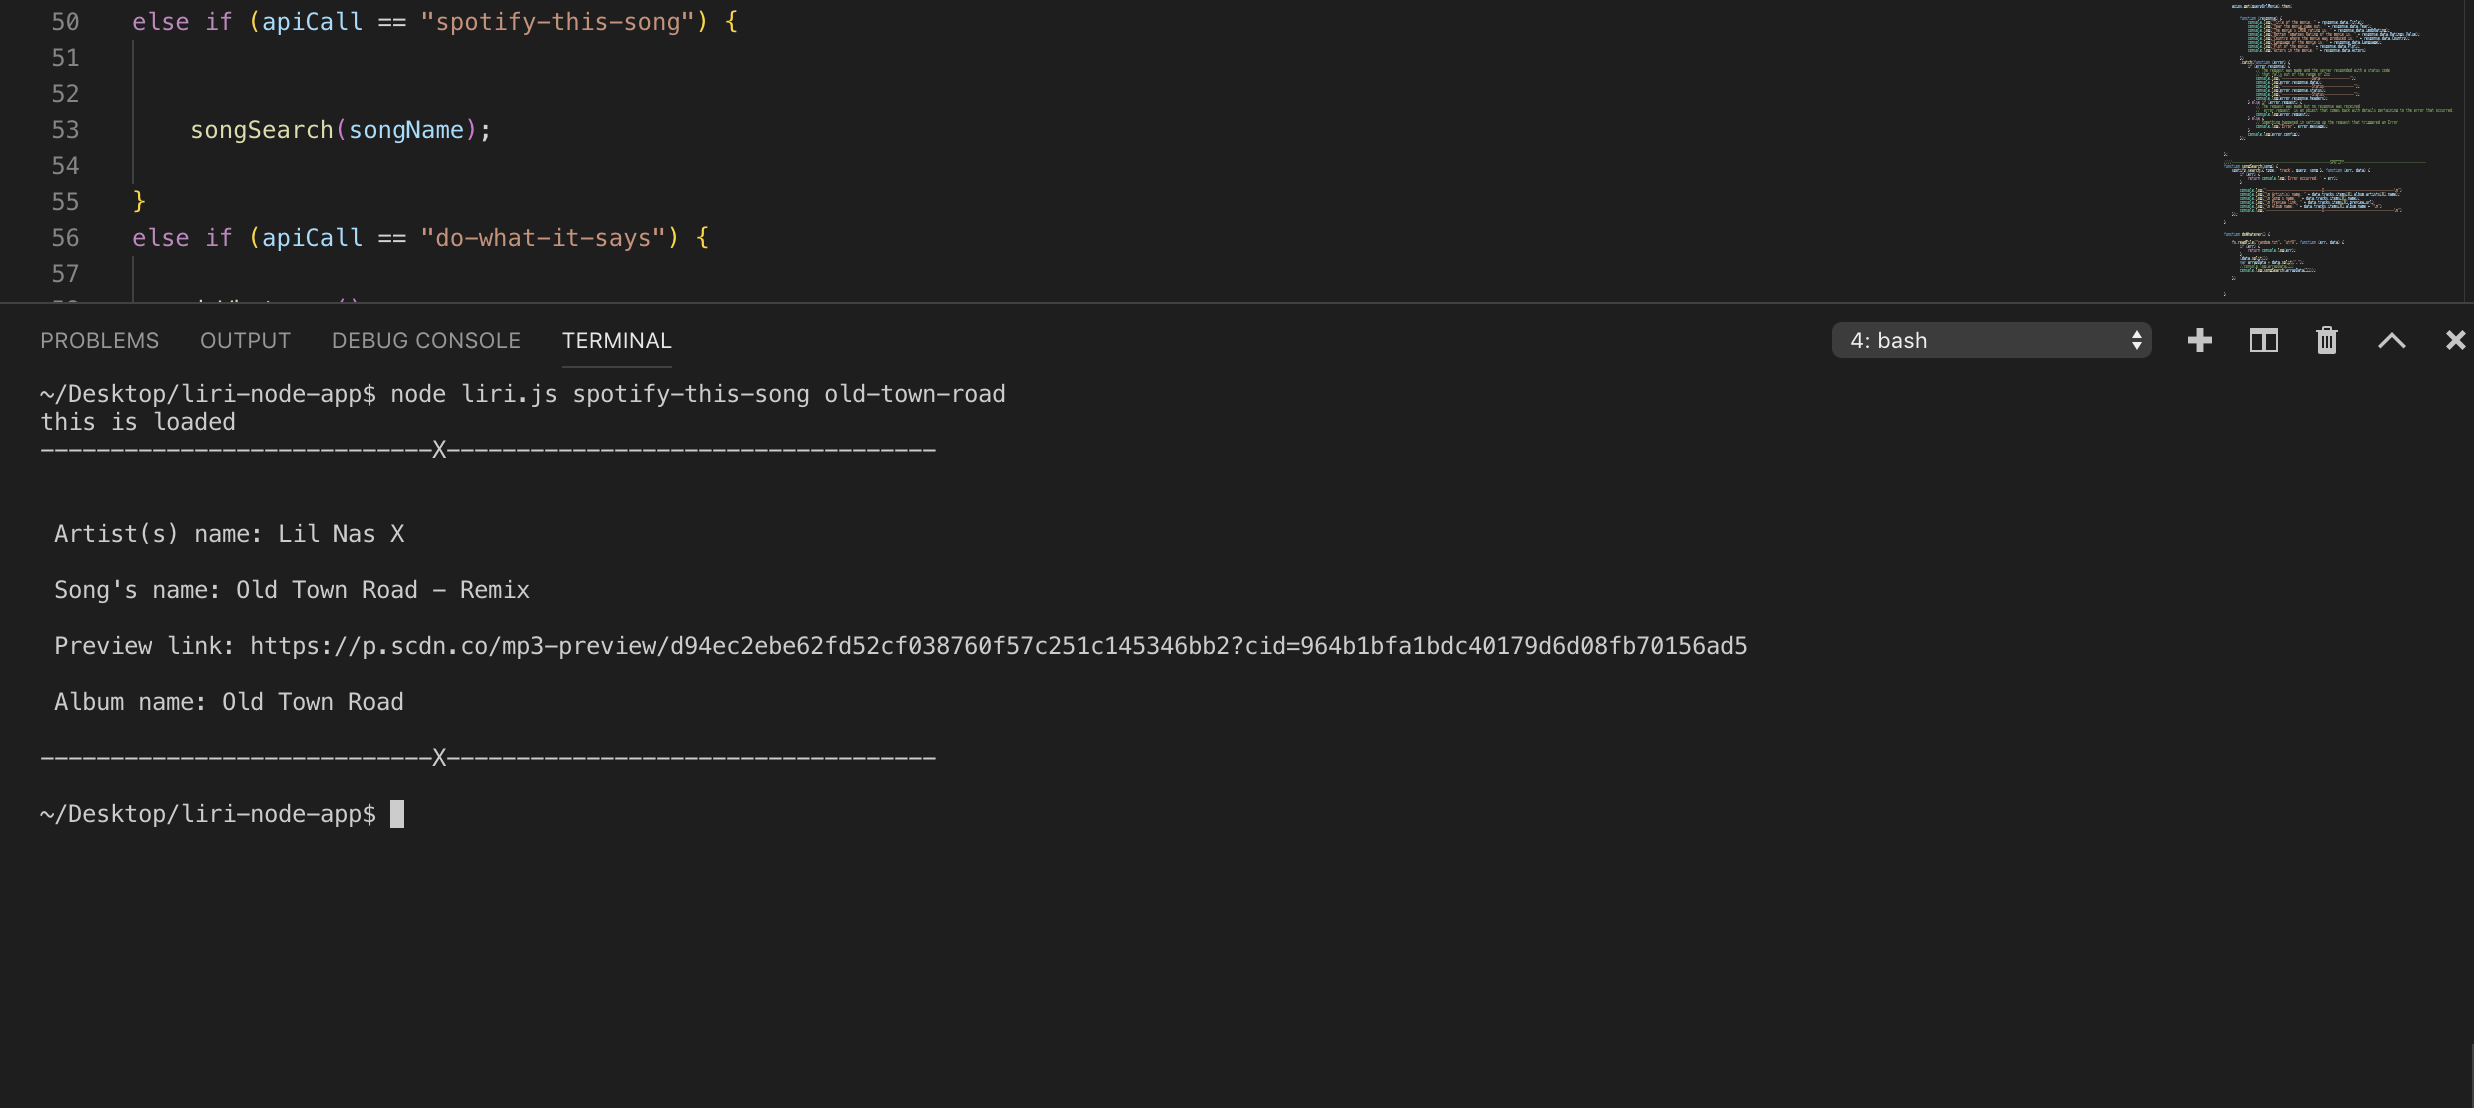 50 else if (apiCall == "spotify-this-song") {
51
52
53 songSearch(songName);
54
55 }
56 else if (apiCall == "do-what-it-says") {
57
PROBLEMS OUTPUT DEBUG CONSOLE TERMINAL 4: bash
~/Desktop/liri-node-app$ node liri.js spotify-this-song old-town-road
this is loaded
----------------------------X-----------------------------------
Artist(s) name: Lil Nas X
Song's name: Old Town Road - Remix
Preview link: https://p.scdn.co/mp3-preview/d94ec2ebe62fd52cf038760f57c251c145346bb2?cid=964b1bfa1bdc40179d6d08fb70156ad5
Album name: Old Town Road
----------------------------X-----------------------------------
~/Desktop/liri-node-app$